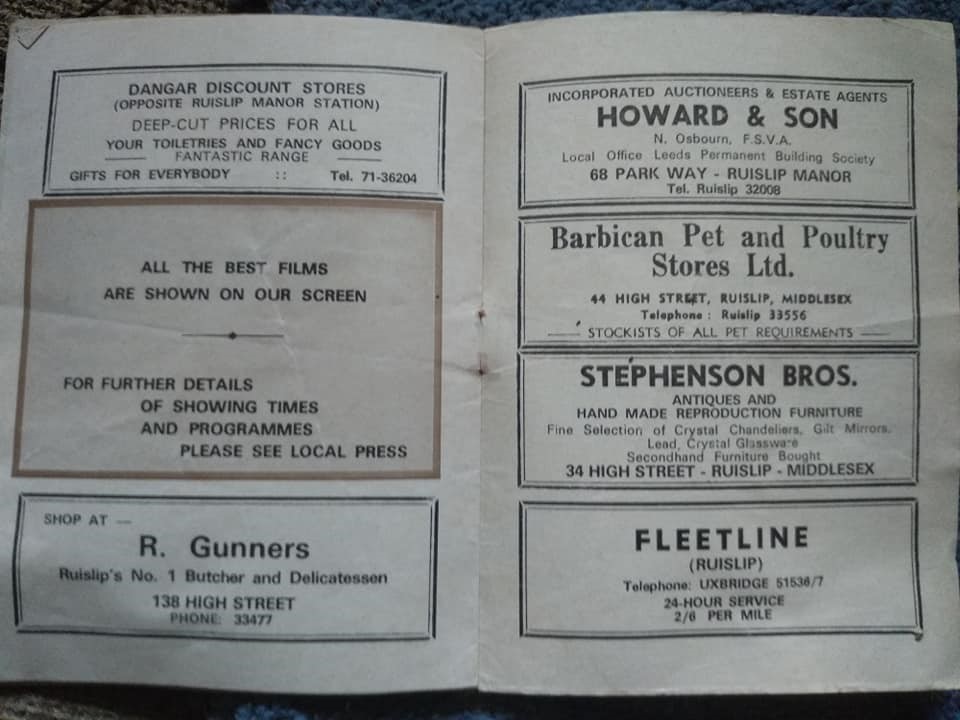 DANGAR DISCOUNT STORES
(OPPOSITE RUISLIP MANOR STATION)
DEEP-CUT PRICES FOR ALL
YOUR TOILETRIES AND FANCY GOODS
FANTASTIC RANGE
GIFTS FOR EVERYBODY :: Tel. 71-36204
ALL THE BEST FILMS
ARE SHOWN ON OUR SCREEN
FOR FURTHER DETAILS
OF SHOWING TIMES
AND PROGRAMMES
PLEASE SEE LOCAL PRESS
SHOP AT —
R. Gunners
Ruislip's No. 1 Butcher and Delicatessen
138 HIGH STREET
PHONE: 33477
INCORPORATED AUCTIONEERS & ESTATE AGENTS
HOWARD & SON
N. Osbourn, F.S.V.A.
Local Office Leeds Permanent Building Society
68 PARK WAY - RUISLIP MANOR
Tel. Ruislip 32008
Barbican Pet and Poultry
Stores Ltd.
44 HIGH STREET, RUISLIP, MIDDLESEX
Telephone : Ruislip 33556
STOCKISTS OF ALL PET REQUIREMENTS
STEPHENSON BROS.
ANTIQUES AND
HAND MADE REPRODUCTION FURNITURE
Fine Selection of Crystal Chandeliers, Gilt Mirrors.
Lead, Crystal Glassware
Secondhand Furniture Bought
34 HIGH STREET - RUISLIP - MIDDLESEX
FLEETLINE
(RUISLIP)
Telephone: UXBRIDGE 51536/7
24-HOUR SERVICE
2/6 PER MILE